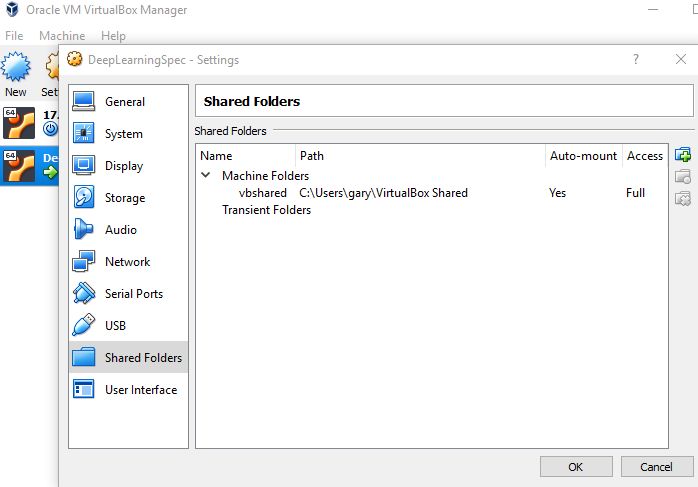 Oracle VM VirtualBox Manager
File Machine Help
DeepLearningSpec - Settings
? 
New
64
17.
64
General
System
Display
Storage
Audio
Network
Serial Ports
USB
Shared Folders
User Interface
Shared Folders
Shared Folders
Name Path Auto-mount Access
Machine Folders
vbshared C:\Users\gary\VirtualBox Shared Yes Full
Transient Folders
OK Cancel